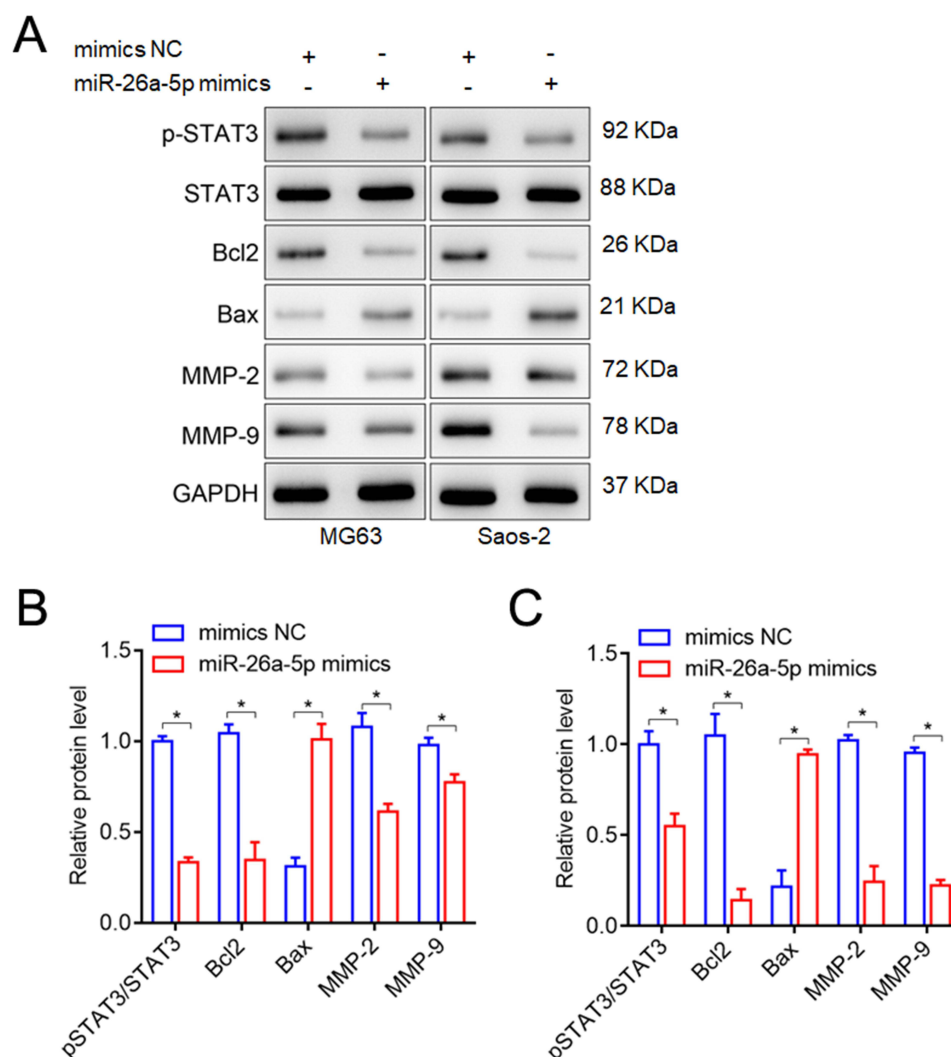 A
mimics NC + - + -
miR-26a-5p mimics - + - +
p-STAT3 92 KDa
STAT3 88 KDa
Bcl2 26 KDa
Bax 21 KDa
MMP-2 72 KDa
MMP-9 78 KDa
GAPDH 37 KDa
MG63 Saos-2
B
mimics NC
miR-26a-5p mimics
Relative protein level
1.5
1.0
0.5
0.0
* * * * *
pSTAT3/STAT3 Bcl2 Bax MMP-2 MMP-9
C
mimics NC
miR-26a-5p mimics
Relative protein level
1.5
1.0
0.5
0.0
* * * * *
pSTAT3/STAT3 Bcl2 Bax MMP-2 MMP-9